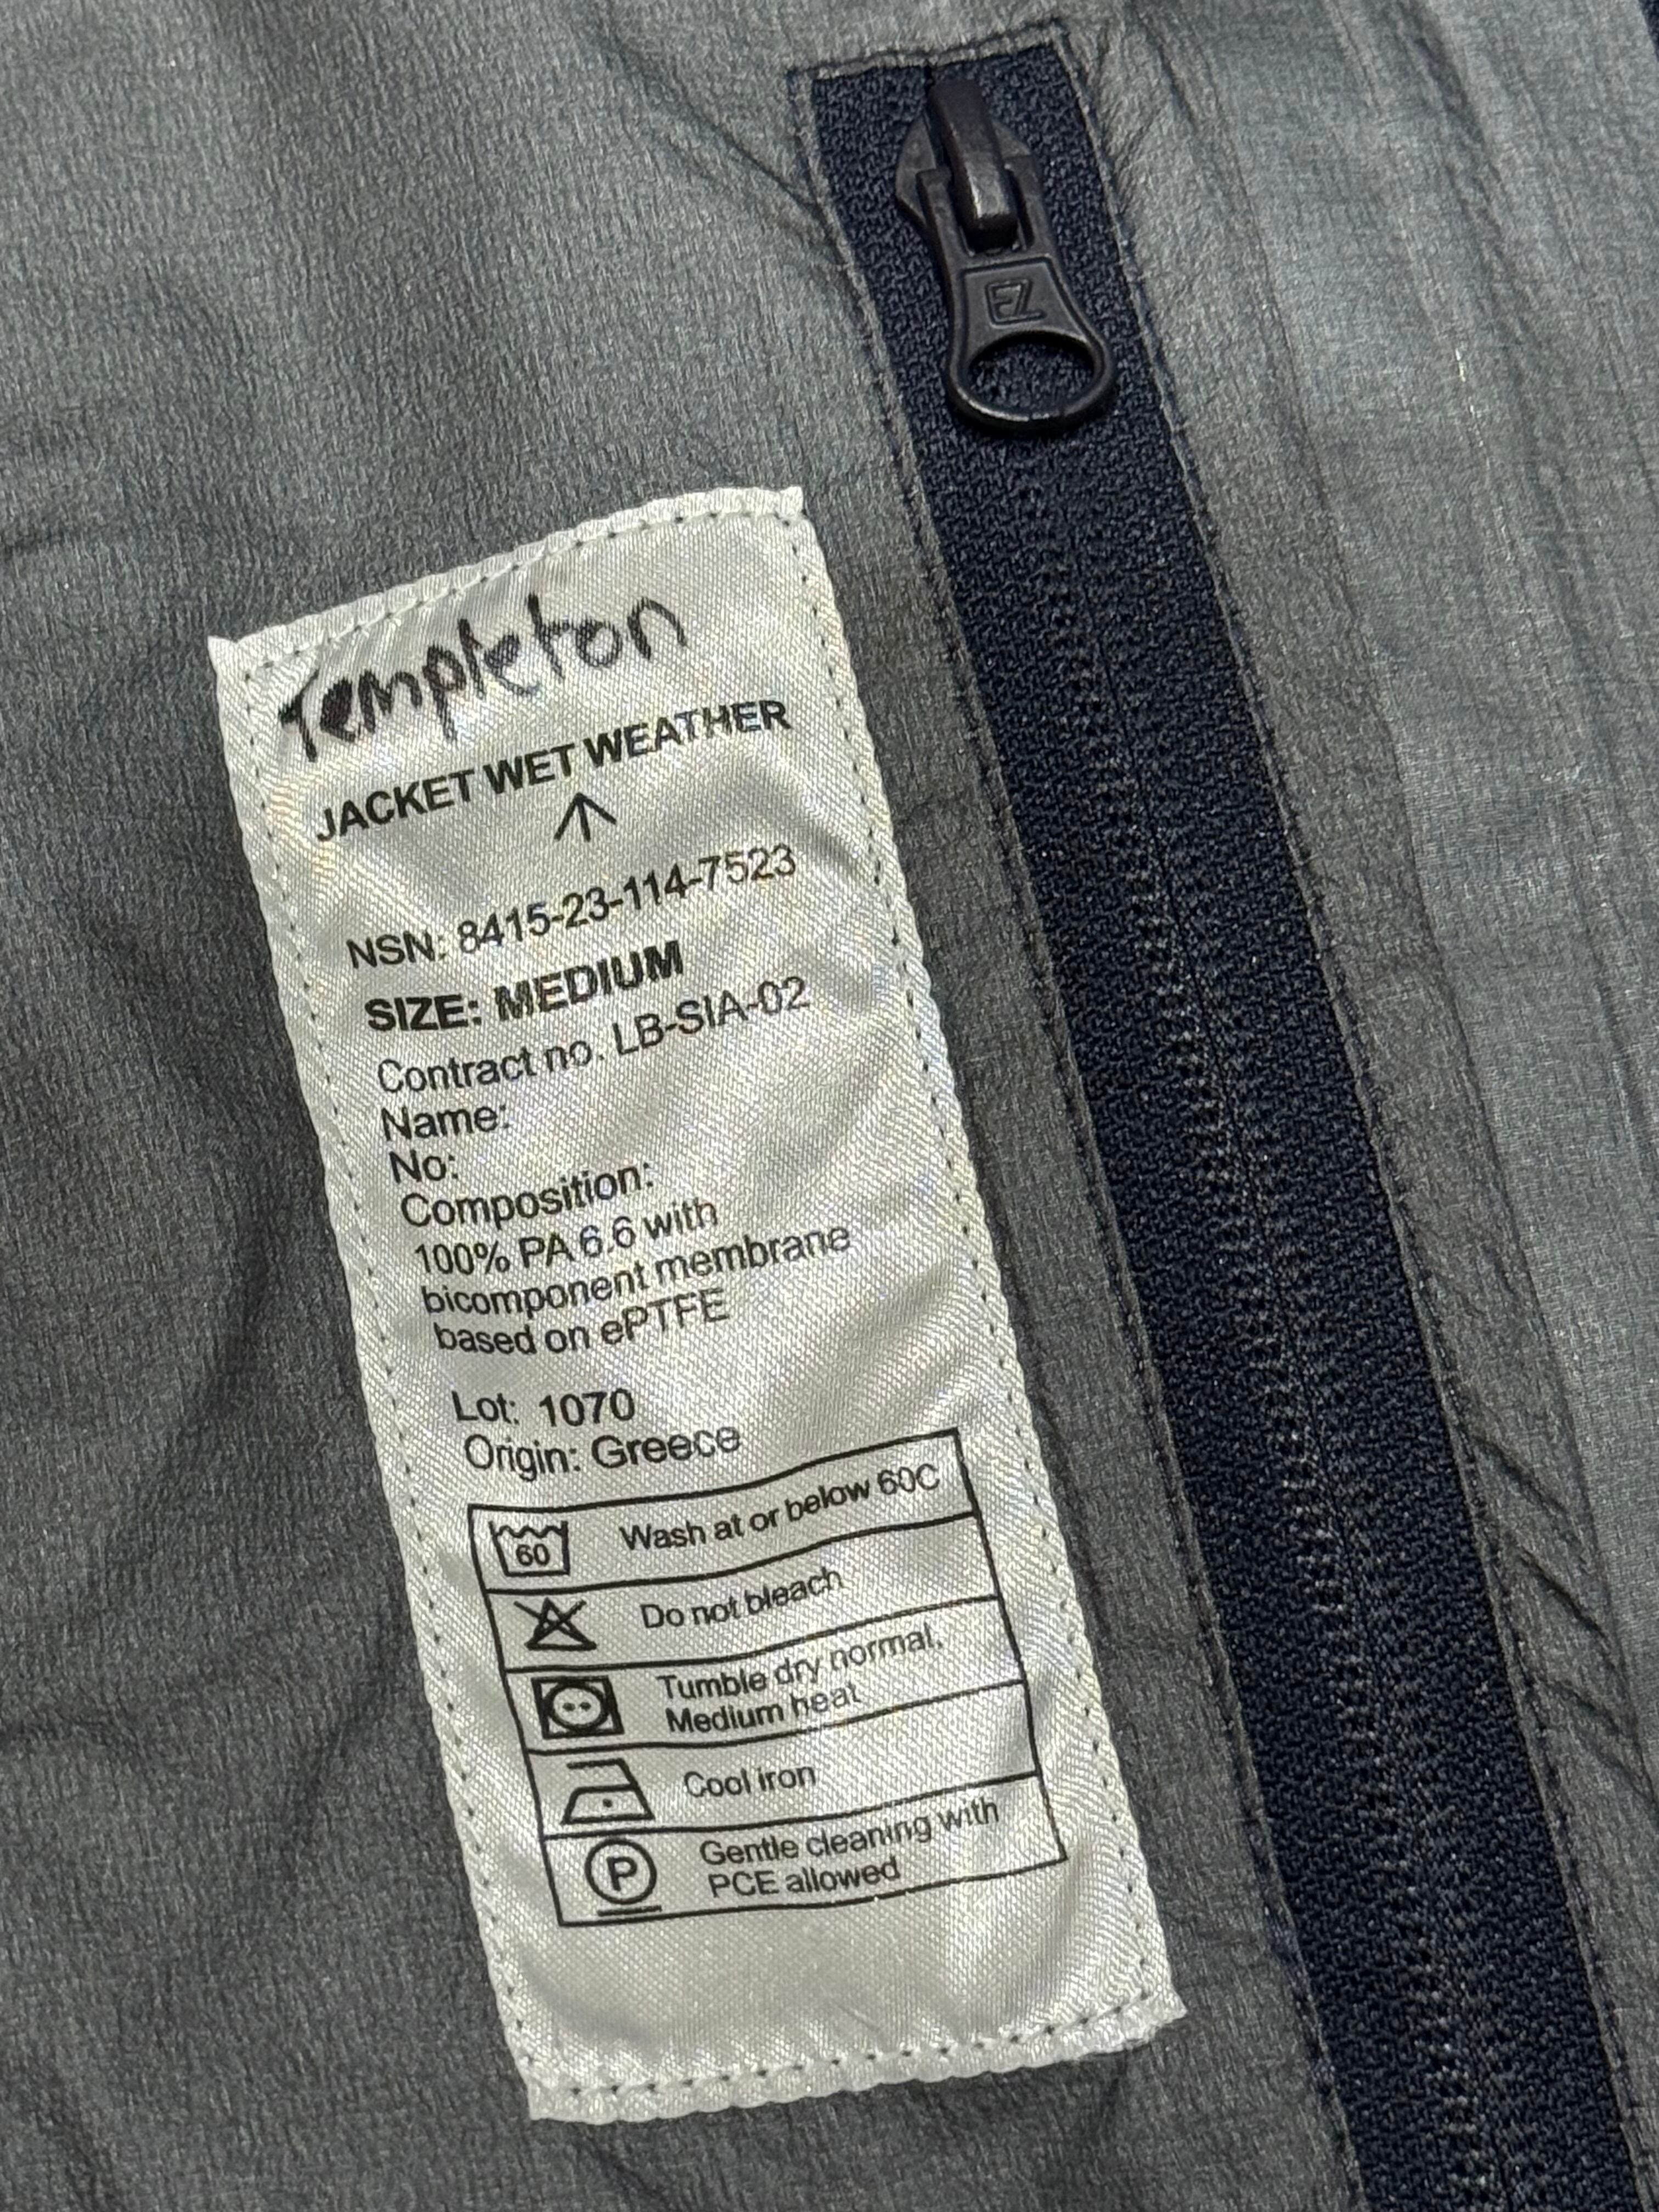 EZ
Templeton
JACKET WET WEATHER
NSN: 8415-23-114-7523
SIZE: MEDIUM
Contract no. LB-SIA-02
Name:
No:
Composition:
100% PA 6.6 with
bicomponent membrane
based on ePTFE
Lot: 1070
Origin: Greece
60 Wash at or below 60C
Do not bleach
Tumble dry normal,
Medium heat
Cool iron
P Gentle cleaning with
PCE allowed